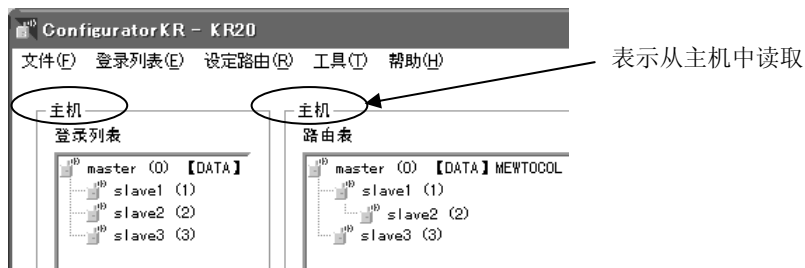 ConfiguratorKR - KR20
文件(F) 登录列表(E) 设定路由(R) 工具(T) 帮助(H)
表示从主机中读取
主机
登录列表
master (0) 【DATA】
slave1 (1)
slave2 (2)
slave3 (3)
主机
路由表
master (0) 【DATA】MEWTOCOL
slave1 (1)
slave2 (2)
slave3 (3)